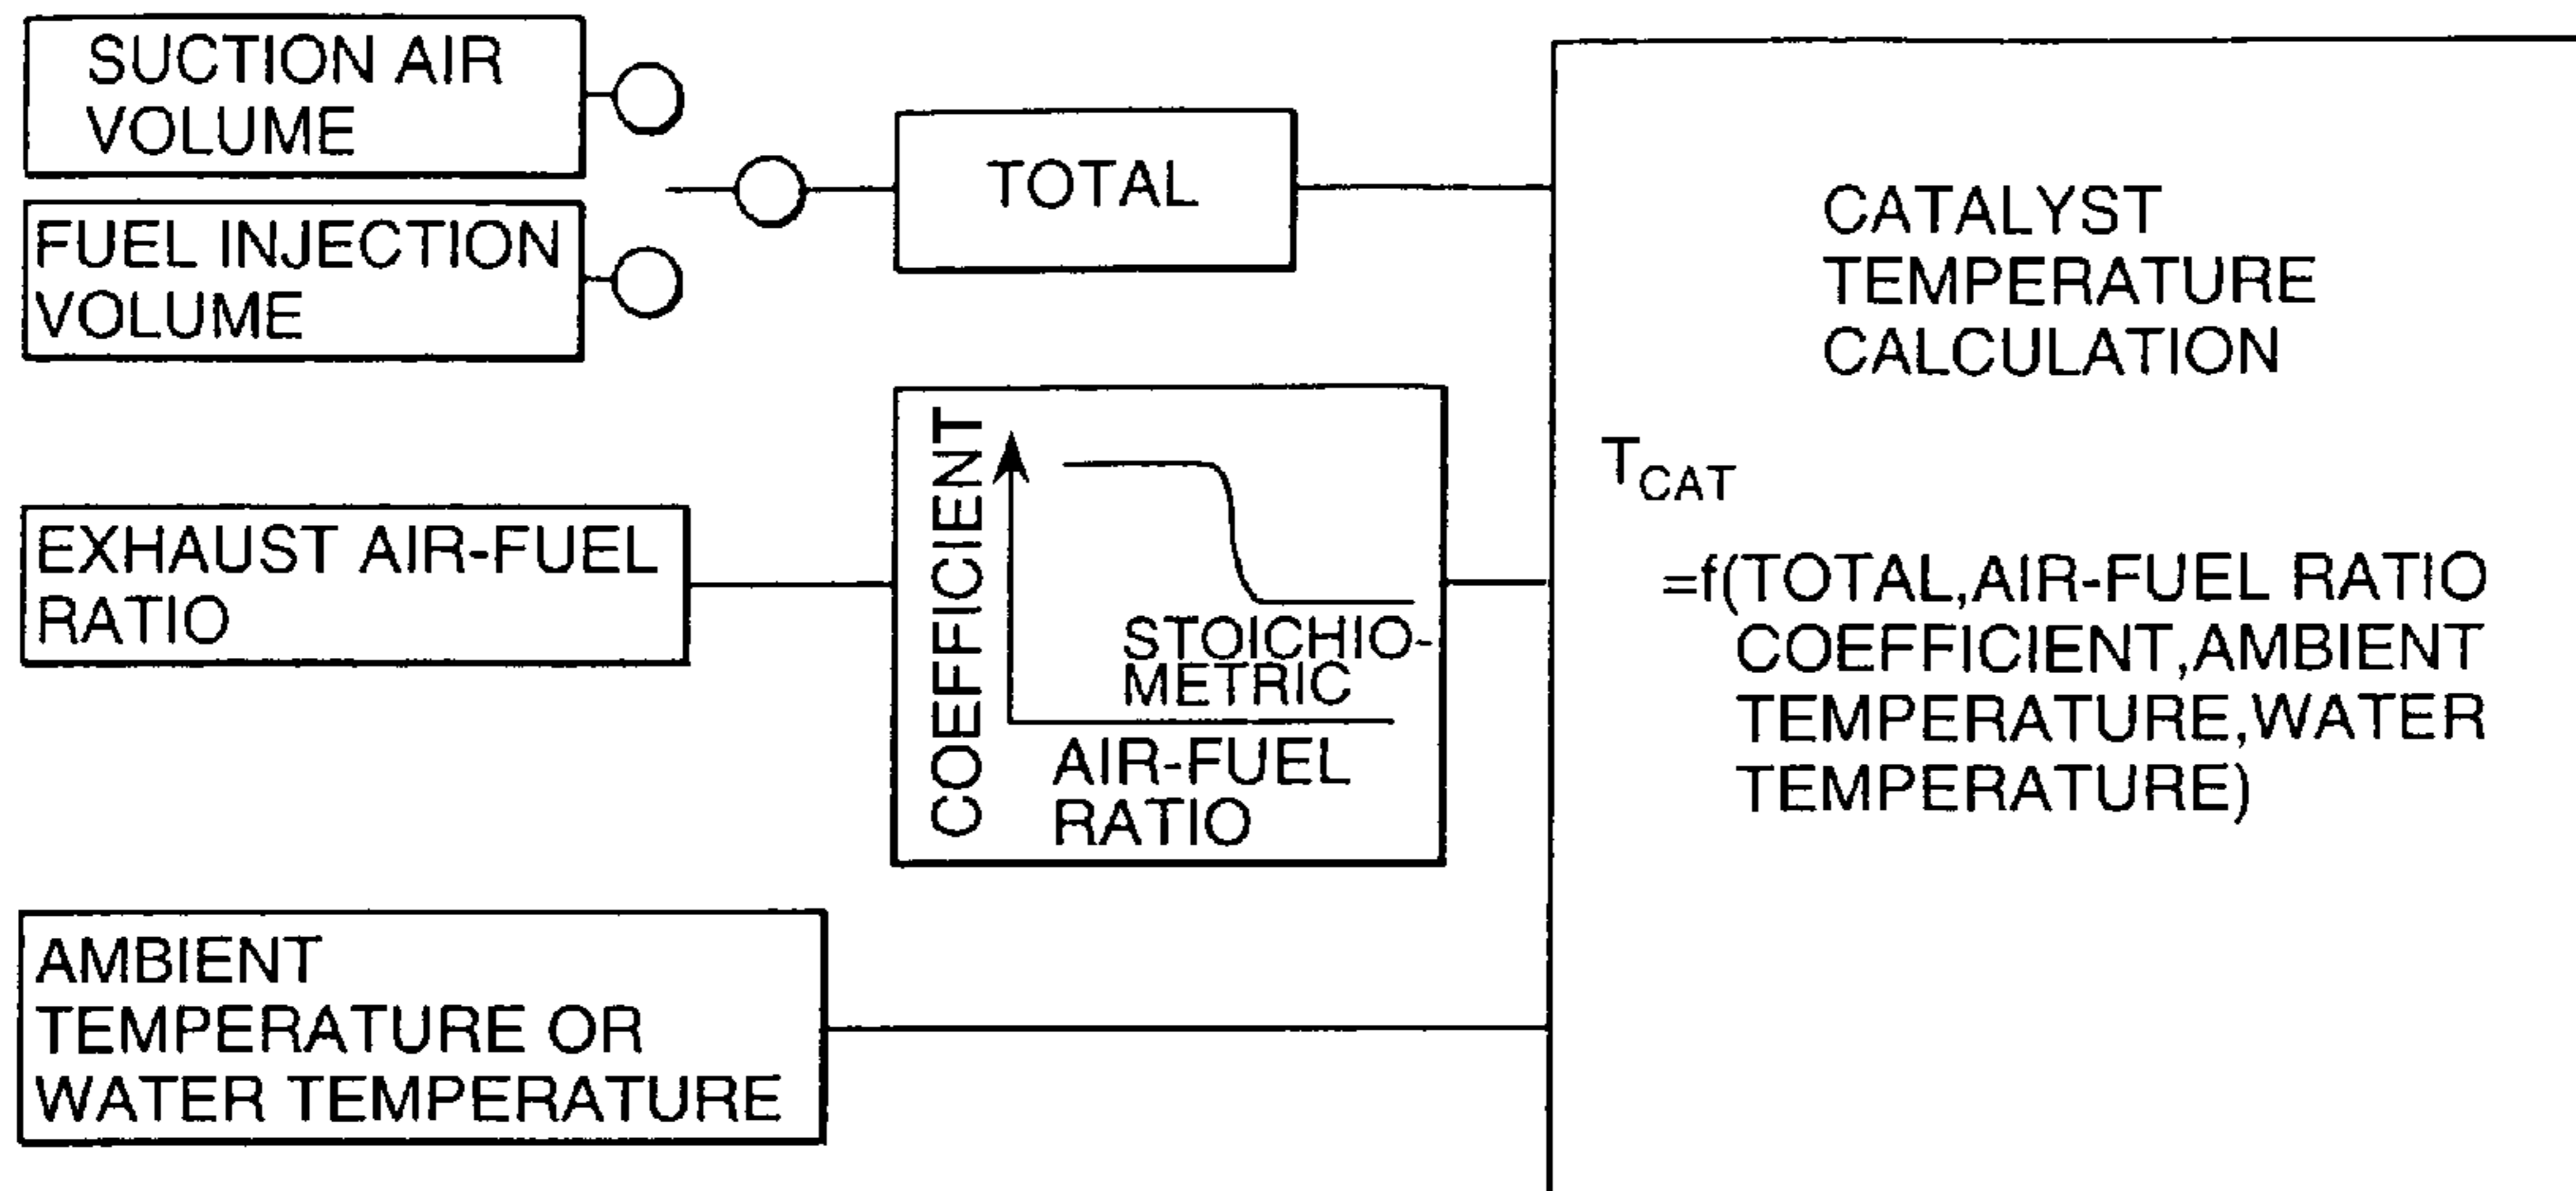 SUCTION AIR
VOLUME
FUEL INJECTION
VOLUME
TOTAL
EXHAUST AIR-FUEL
RATIO
COEFFICIENT
STOICHIO-
METRIC
AIR-FUEL
RATIO
AMBIENT
TEMPERATURE OR
WATER TEMPERATURE
CATALYST
TEMPERATURE
CALCULATION
TCAT
=f(TOTAL,AIR-FUEL RATIO
COEFFICIENT,AMBIENT
TEMPERATURE,WATER
TEMPERATURE)